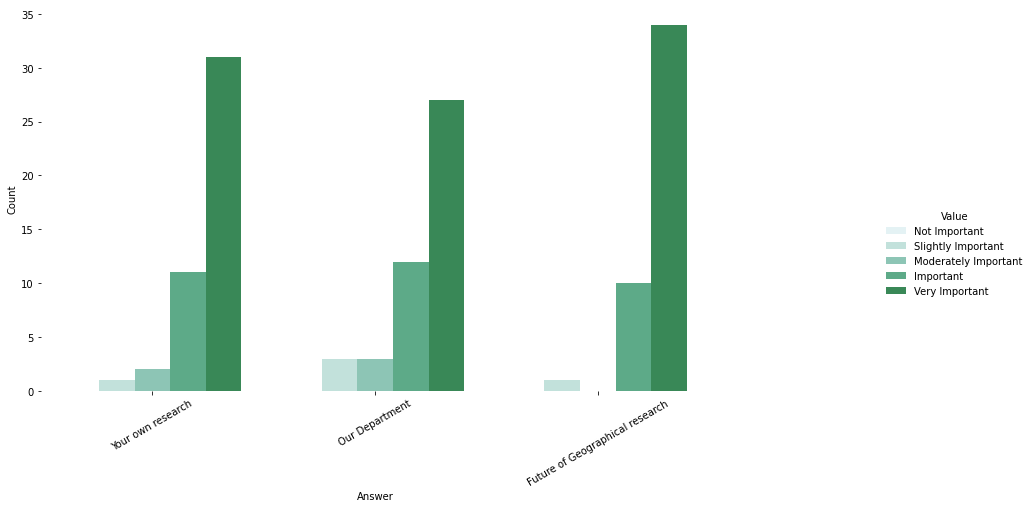 35
30
25
20
15
10
5
0
Count
Your own research
Our Department
Future of Geographical research
Answer
Value
Not Important
Slightly Important
Moderately Important
Important
Very Important